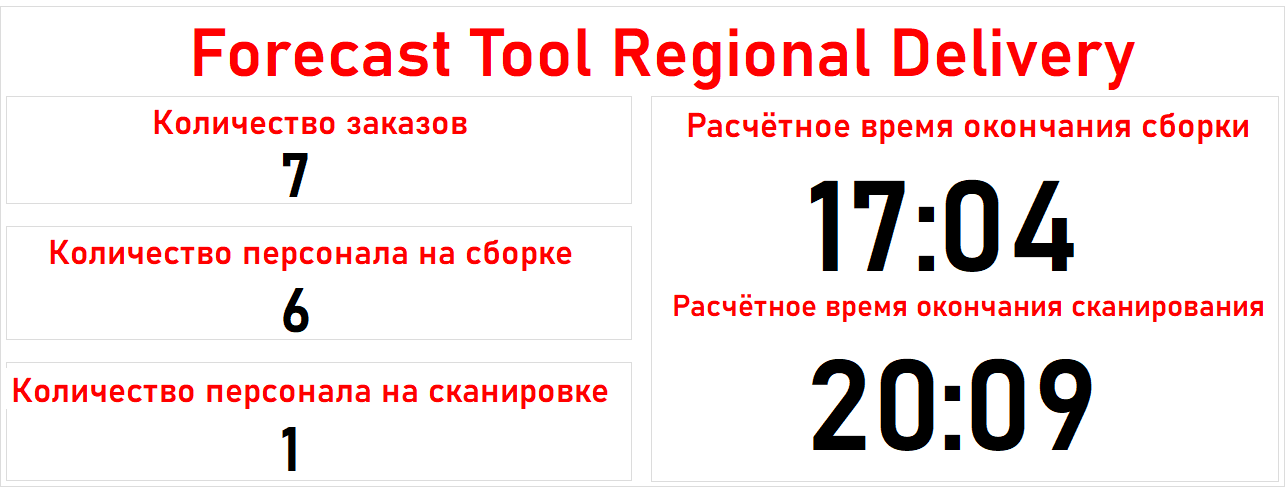 Forecast Tool Regional Delivery
Количество заказов
7
Количество персонала на сборке
6
Количество персонала на сканировке
1
Расчётное время окончания сборки
17:04
Расчётное время окончания сканирования
20:09